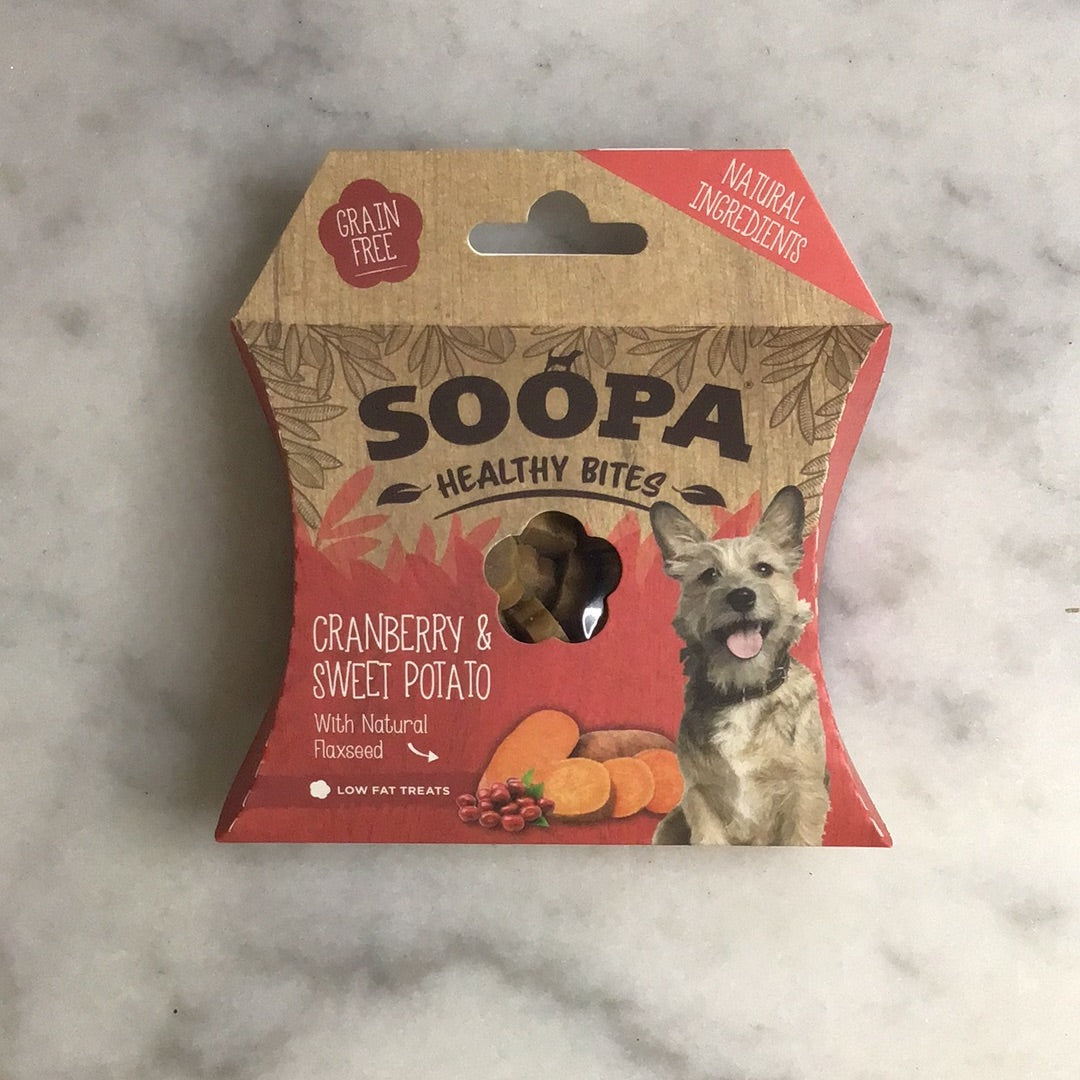 GRAIN
FREE
NATURAL
INGREDIENTS
SOOPA®
HEALTHY BITES
CRANBERRY &
SWEET POTATO
With Natural
Flaxseed
LOW FAT TREATS